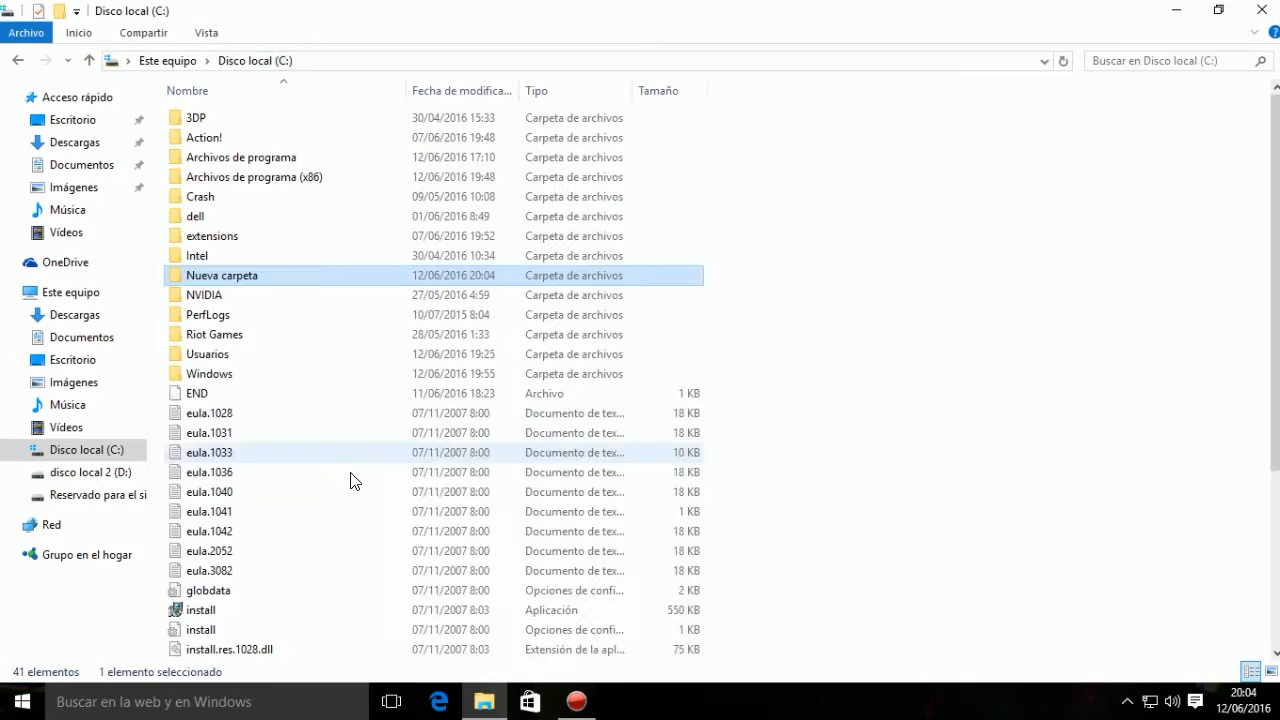 Disco local (C:)
Archivo Inicio Compartir Vista
Este equipo Disco local (C:) Buscar en Disco local (C:)
Acceso rápido
Escritorio
Descargas
Documentos
Imágenes
Música
Vídeos
OneDrive
Este equipo
Descargas
Documentos
Escritorio
Imágenes
Música
Vídeos
Disco local (C:)
disco local 2 (D:)
Reservado para el si
Red
Grupo en el hogar
Nombre Fecha de modifica... Tipo Tamaño
3DP 30/04/2016 15:33 Carpeta de archivos
Action! 07/06/2016 19:48 Carpeta de archivos
Archivos de programa 12/06/2016 17:10 Carpeta de archivos
Archivos de programa (x86) 12/06/2016 19:48 Carpeta de archivos
Crash 09/05/2016 10:08 Carpeta de archivos
dell 01/06/2016 8:49 Carpeta de archivos
extensions 07/06/2016 19:52 Carpeta de archivos
Intel 30/04/2016 10:34 Carpeta de archivos
Nueva carpeta 12/06/2016 20:04 Carpeta de archivos
NVIDIA 27/05/2016 4:59 Carpeta de archivos
PerfLogs 10/07/2015 8:04 Carpeta de archivos
Riot Games 28/05/2016 1:33 Carpeta de archivos
Usuarios 12/06/2016 19:25 Carpeta de archivos
Windows 12/06/2016 19:55 Carpeta de archivos
END 11/06/2016 18:23 Archivo 1 KB
eula.1028 07/11/2007 8:00 Documento de tex... 18 KB
eula.1031 07/11/2007 8:00 Documento de tex... 18 KB
eula.1033 07/11/2007 8:00 Documento de tex... 10 KB
eula.1036 07/11/2007 8:00 Documento de tex... 18 KB
eula.1040 07/11/2007 8:00 Documento de tex... 18 KB
eula.1041 07/11/2007 8:00 Documento de tex... 1 KB
eula.1042 07/11/2007 8:00 Documento de tex... 18 KB
eula.2052 07/11/2007 8:00 Documento de tex... 18 KB
eula.3082 07/11/2007 8:00 Documento de tex... 18 KB
globdata 07/11/2007 8:00 Opciones de confi... 2 KB
install 07/11/2007 8:03 Aplicación 550 KB
install 07/11/2007 8:00 Opciones de confi... 1 KB
install.res.1028.dll 07/11/2007 8:03 Extensión de la apl... 75 KB
41 elementos 1 elemento seleccionado
Buscar en la web y en Windows
20:04
12/06/2016